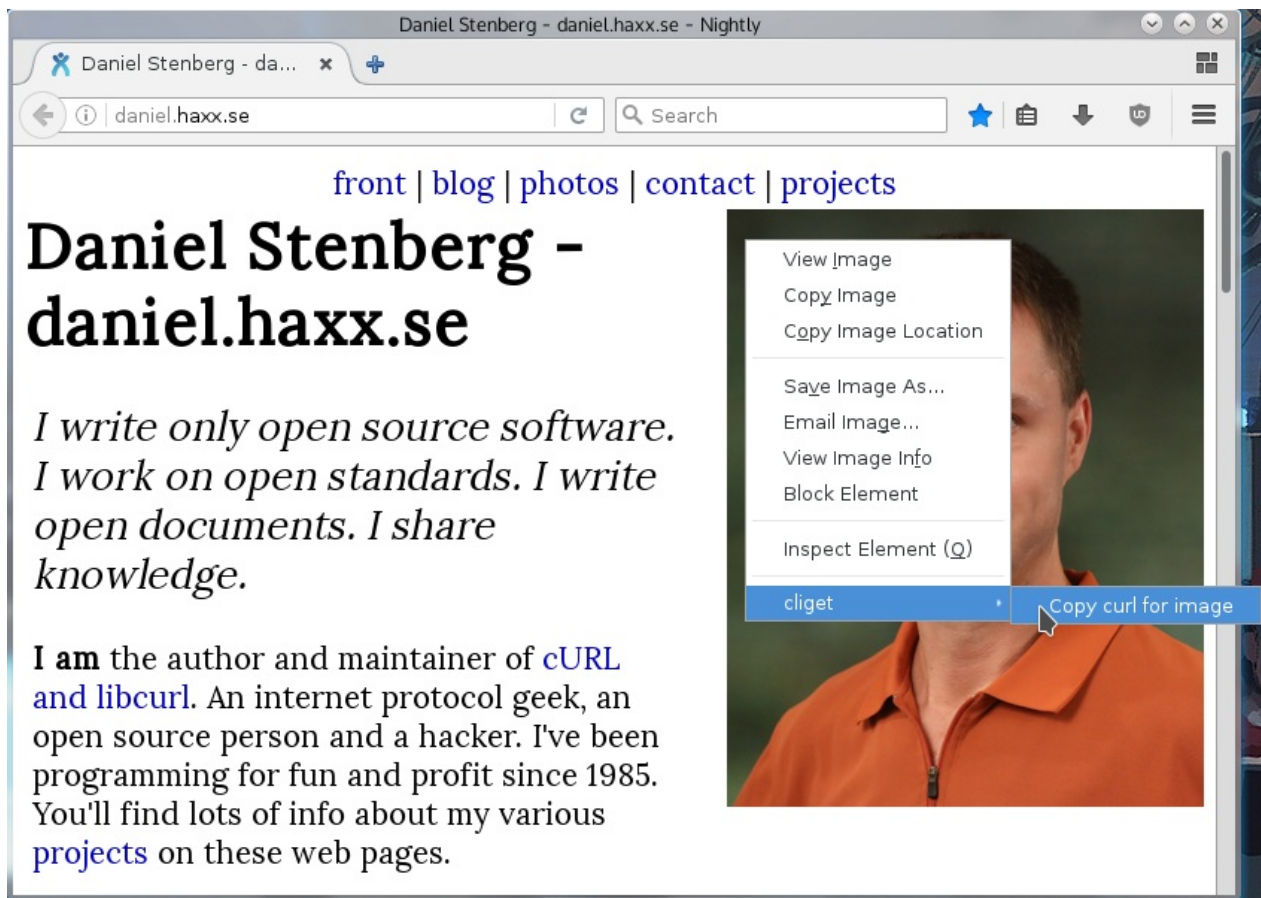 Daniel Stenberg - daniel.haxx.se - Nightly
Daniel Stenberg - da...
daniel.haxx.se
Search
front | blog | photos | contact | projects
Daniel Stenberg -
daniel.haxx.se
I write only open source software.
I work on open standards. I write
open documents. I share
knowledge.
I am the author and maintainer of cURL
and libcurl. An internet protocol geek, an
open source person and a hacker. I've been
programming for fun and profit since 1985.
You'll find lots of info about my various
projects on these web pages.
View Image
Copy Image
Copy Image Location
Save Image As...
Email Image...
View Image Info
Block Element
Inspect Element (Q)
cliget
Copy curl for image